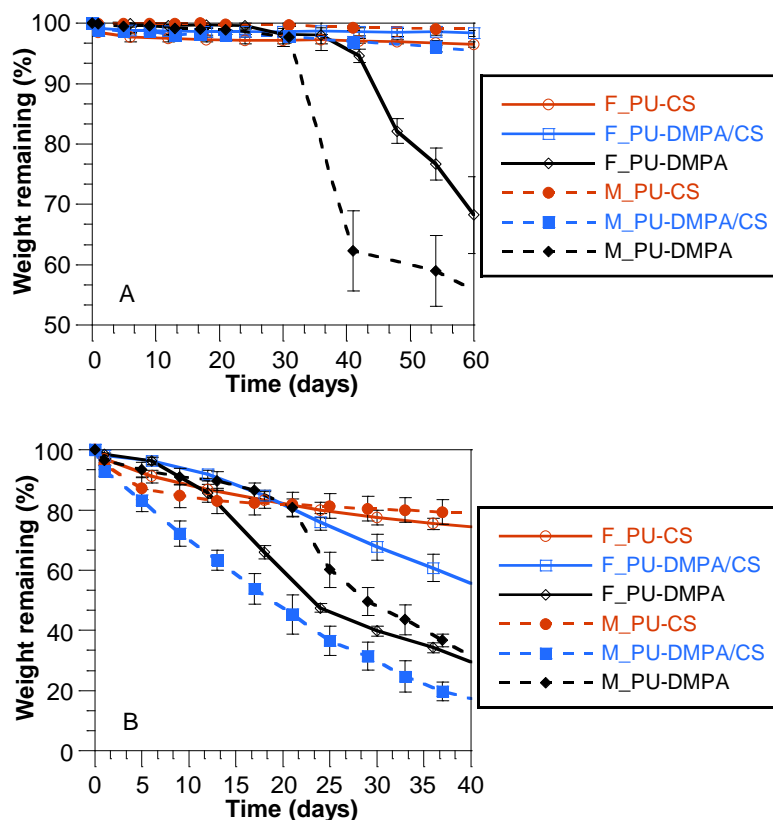 Weight remaining (%)
100
90
80
70
60
50
A
0
10
20
30
40
50
60
Time (days)
F_PU-CS
F_PU-DMPA/CS
F_PU-DMPA
M_PU-CS
M_PU-DMPA/CS
M_PU-DMPA
Weight remaining (%)
100
80
60
40
20
0
B
0
5
10
15
20
25
30
35
40
Time (days)
F_PU-CS
F_PU-DMPA/CS
F_PU-DMPA
M_PU-CS
M_PU-DMPA/CS
M_PU-DMPA